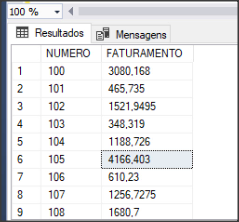 100 %
Resultados Mensagens
NUMERO FATURAMENTO
1 100 3080,168
2 101 465,735
3 102 1521,9495
4 103 348,319
5 104 1188,726
6 105 4166,403
7 106 610,23
8 107 1256,7275
9 108 1680,7